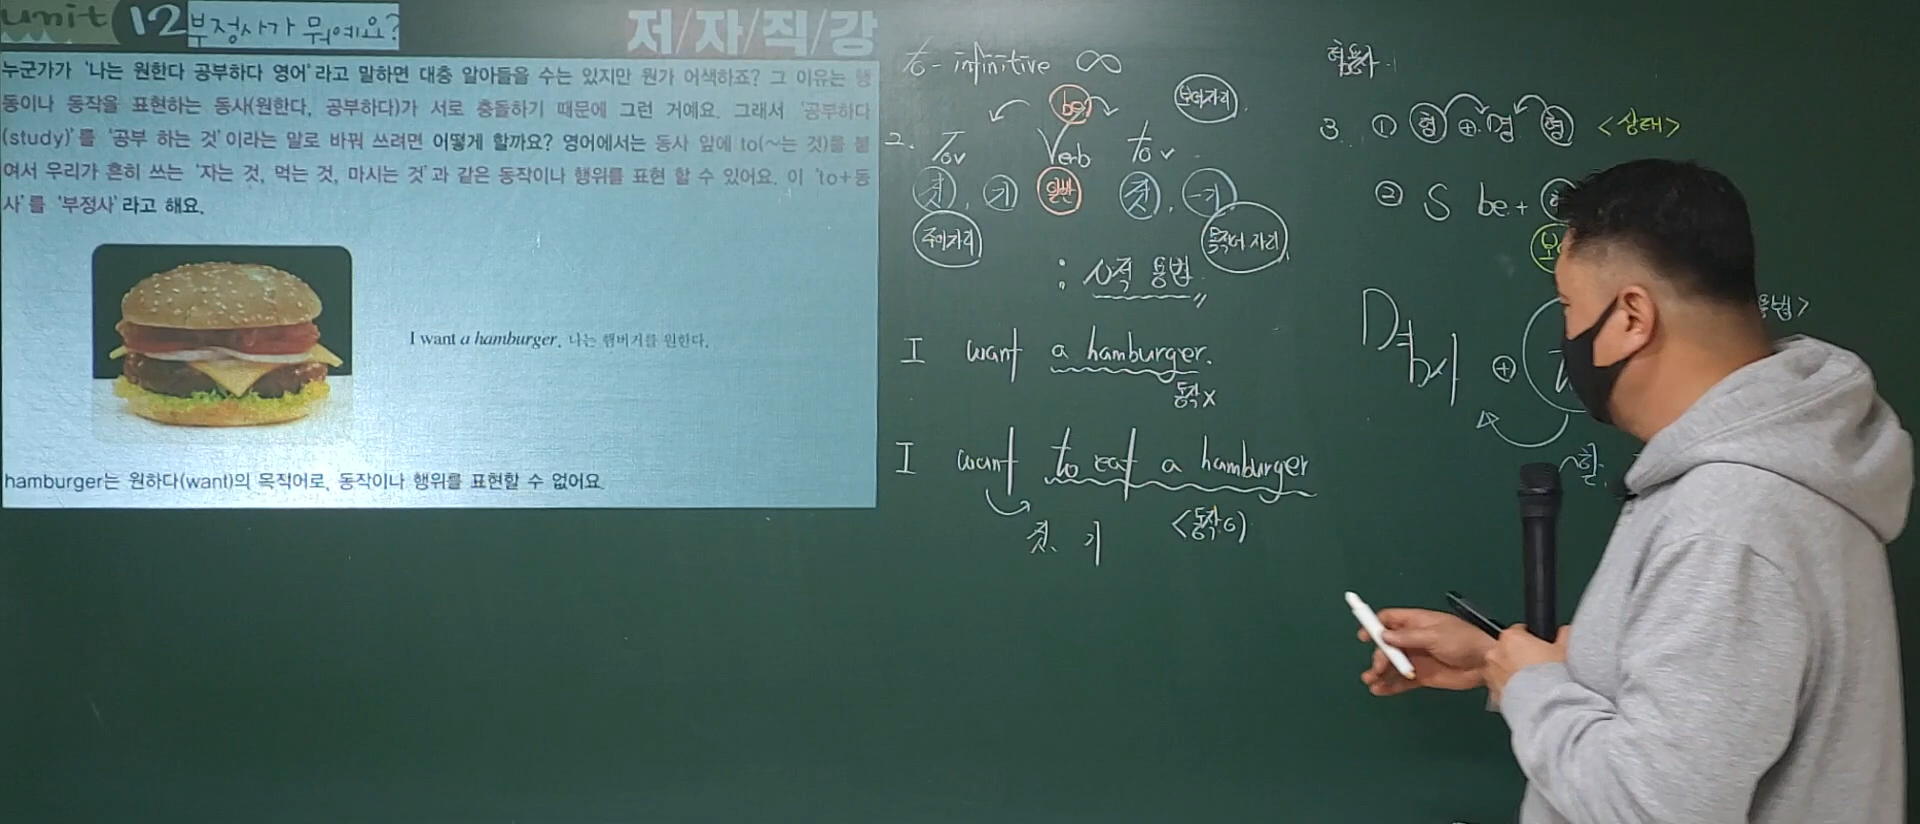 unit 12 부정사가 뭐예요?
저/자/직/강
누군가가 '나는 원한다 공부하다 영어'라고 말하면 대충 알아들을 수는 있지만 뭔가 어색하죠? 그 이유는 행
동이나 동작을 표현하는 동사(원한다, 공부하다)가 서로 충돌하기 때문에 그런 거예요. 그래서 '공부하다
(study)'를 '공부 하는 것'이라는 말로 바꿔 쓰려면 어떻게 할까요? 영어에서는 동사 앞에 to(~는 것)를 붙
여서 우리가 흔히 쓰는 '자는 것, 먹는 것, 마시는 것'과 같은 동작이나 행위를 표현 할 수 있어요. 이 'to+동
사'를 '부정사'라고 해요.
I want a hamburger. 나는 햄버거를 원한다.
hamburger는 원하다(want)의 목적어로, 동작이나 행위를 표현할 수 없어요.
to-infinitive ∞
be
보어자리
2. Tov Verb to v
것, 기 일반 것, ~기
주어자리 목적어 자리
: 용법
I want a hamburger.
동작X
I want to eat a hamburger
것. 기 <동작O>
3. ① 형 + 명 형 <상태>
② S be +
~할